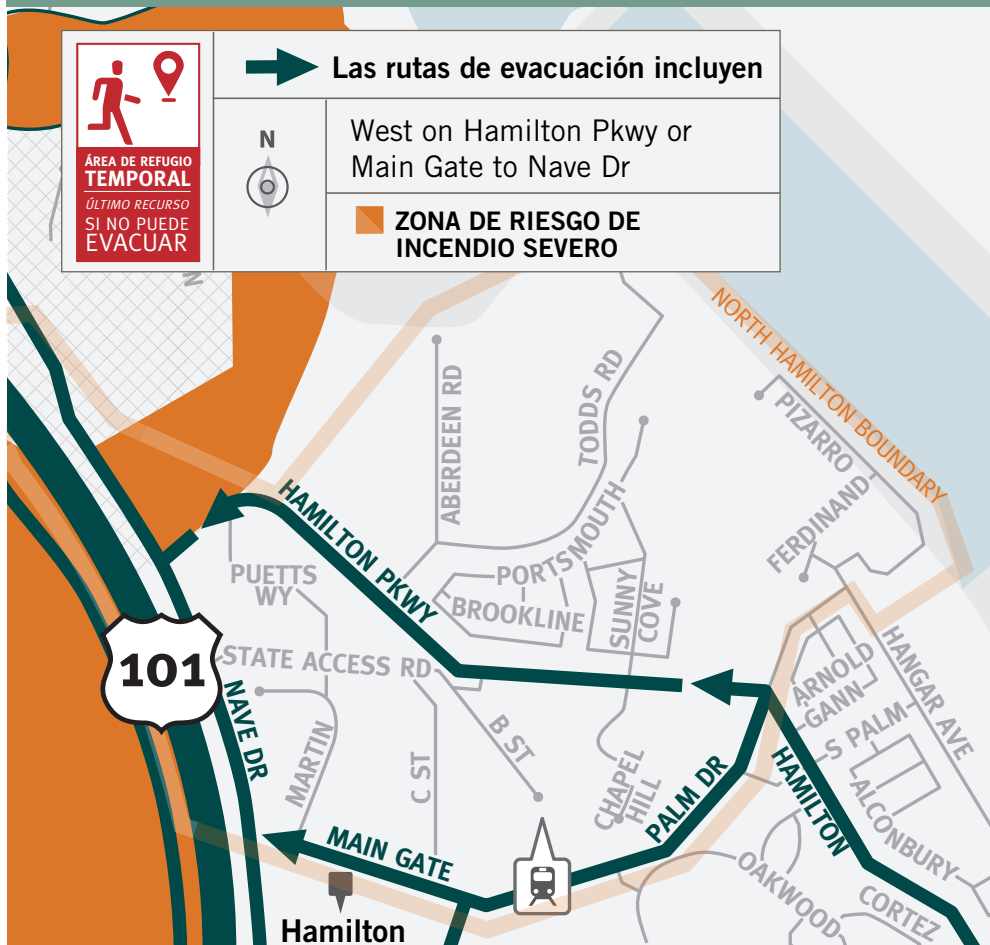 ÁREA DE REFUGIO
TEMPORAL
ÚLTIMO RECURSO
SI NO PUEDE
EVACUAR
Las rutas de evacuación incluyen
N
West on Hamilton Pkwy or
Main Gate to Nave Dr
ZONA DE RIESGO DE
INCENDIO SEVERO
NORTH HAMILTON BOUNDARY
ABERDEEN RD
TODDS RD
PIZARRO
FERDINAND
HAMILTON PKWY
PORTSMOUTH
BROOKLINE
SUNNY
COVE
PUETTS
WY
STATE ACCESS RD
101
NAVE DR
MARTIN
C ST
B ST
CHAPEL
HILL
PALM DR
HAMILTON
ARNOLD
GANN
S PALM
HANGAR AVE
ALCONBURY
MAIN GATE
OAKWOOD
CORTEZ
Hamilton